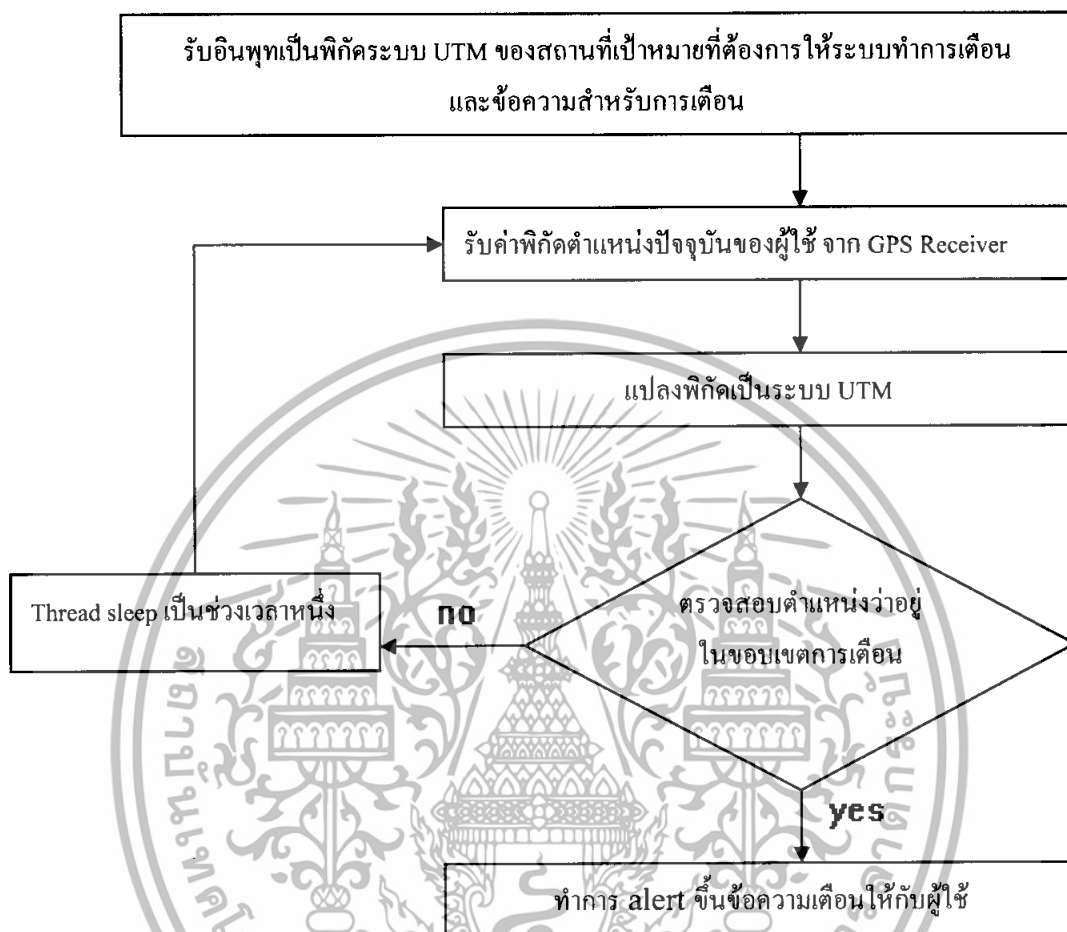 รับอินพุทเป็นพิกัดระบบ UTM ของสถานที่เป้าหมายที่ต้องการให้ระบบทำการเตือน
และข้อความสำหรับการเตือน
รับค่าพิกัดตำแหน่งปัจจุบันของผู้ใช้ จาก GPS Receiver
แปลงพิกัดเป็นระบบ UTM
ตรวจสอบตำแหน่งว่าอยู่
ในขอบเขตการเตือน
Thread sleep เป็นช่วงเวลาหนึ่ง
no
yes
ทำการ alert ขึ้นข้อความเตือนให้กับผู้ใช้